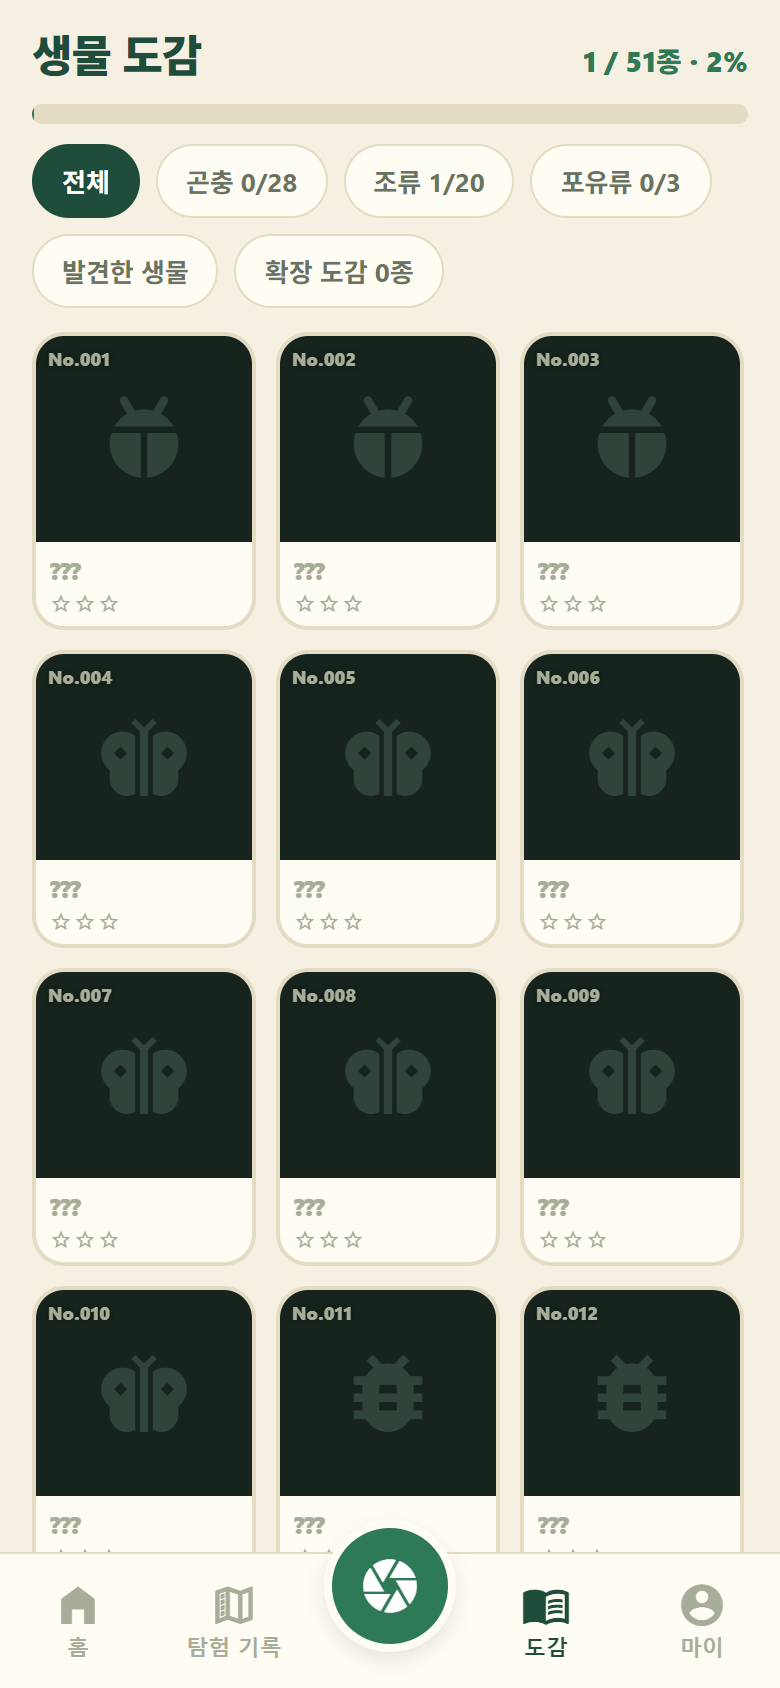 생물 도감
1 / 51종 · 2%
전체 곤충 0/28 조류 1/20 포유류 0/3
발견한 생물 확장 도감 0종
No.001 No.002 No.003
??? ??? ???
No.004 No.005 No.006
??? ??? ???
No.007 No.008 No.009
??? ??? ???
No.010 No.011 No.012
??? ??? ???
홈 탐험 기록 도감 마이